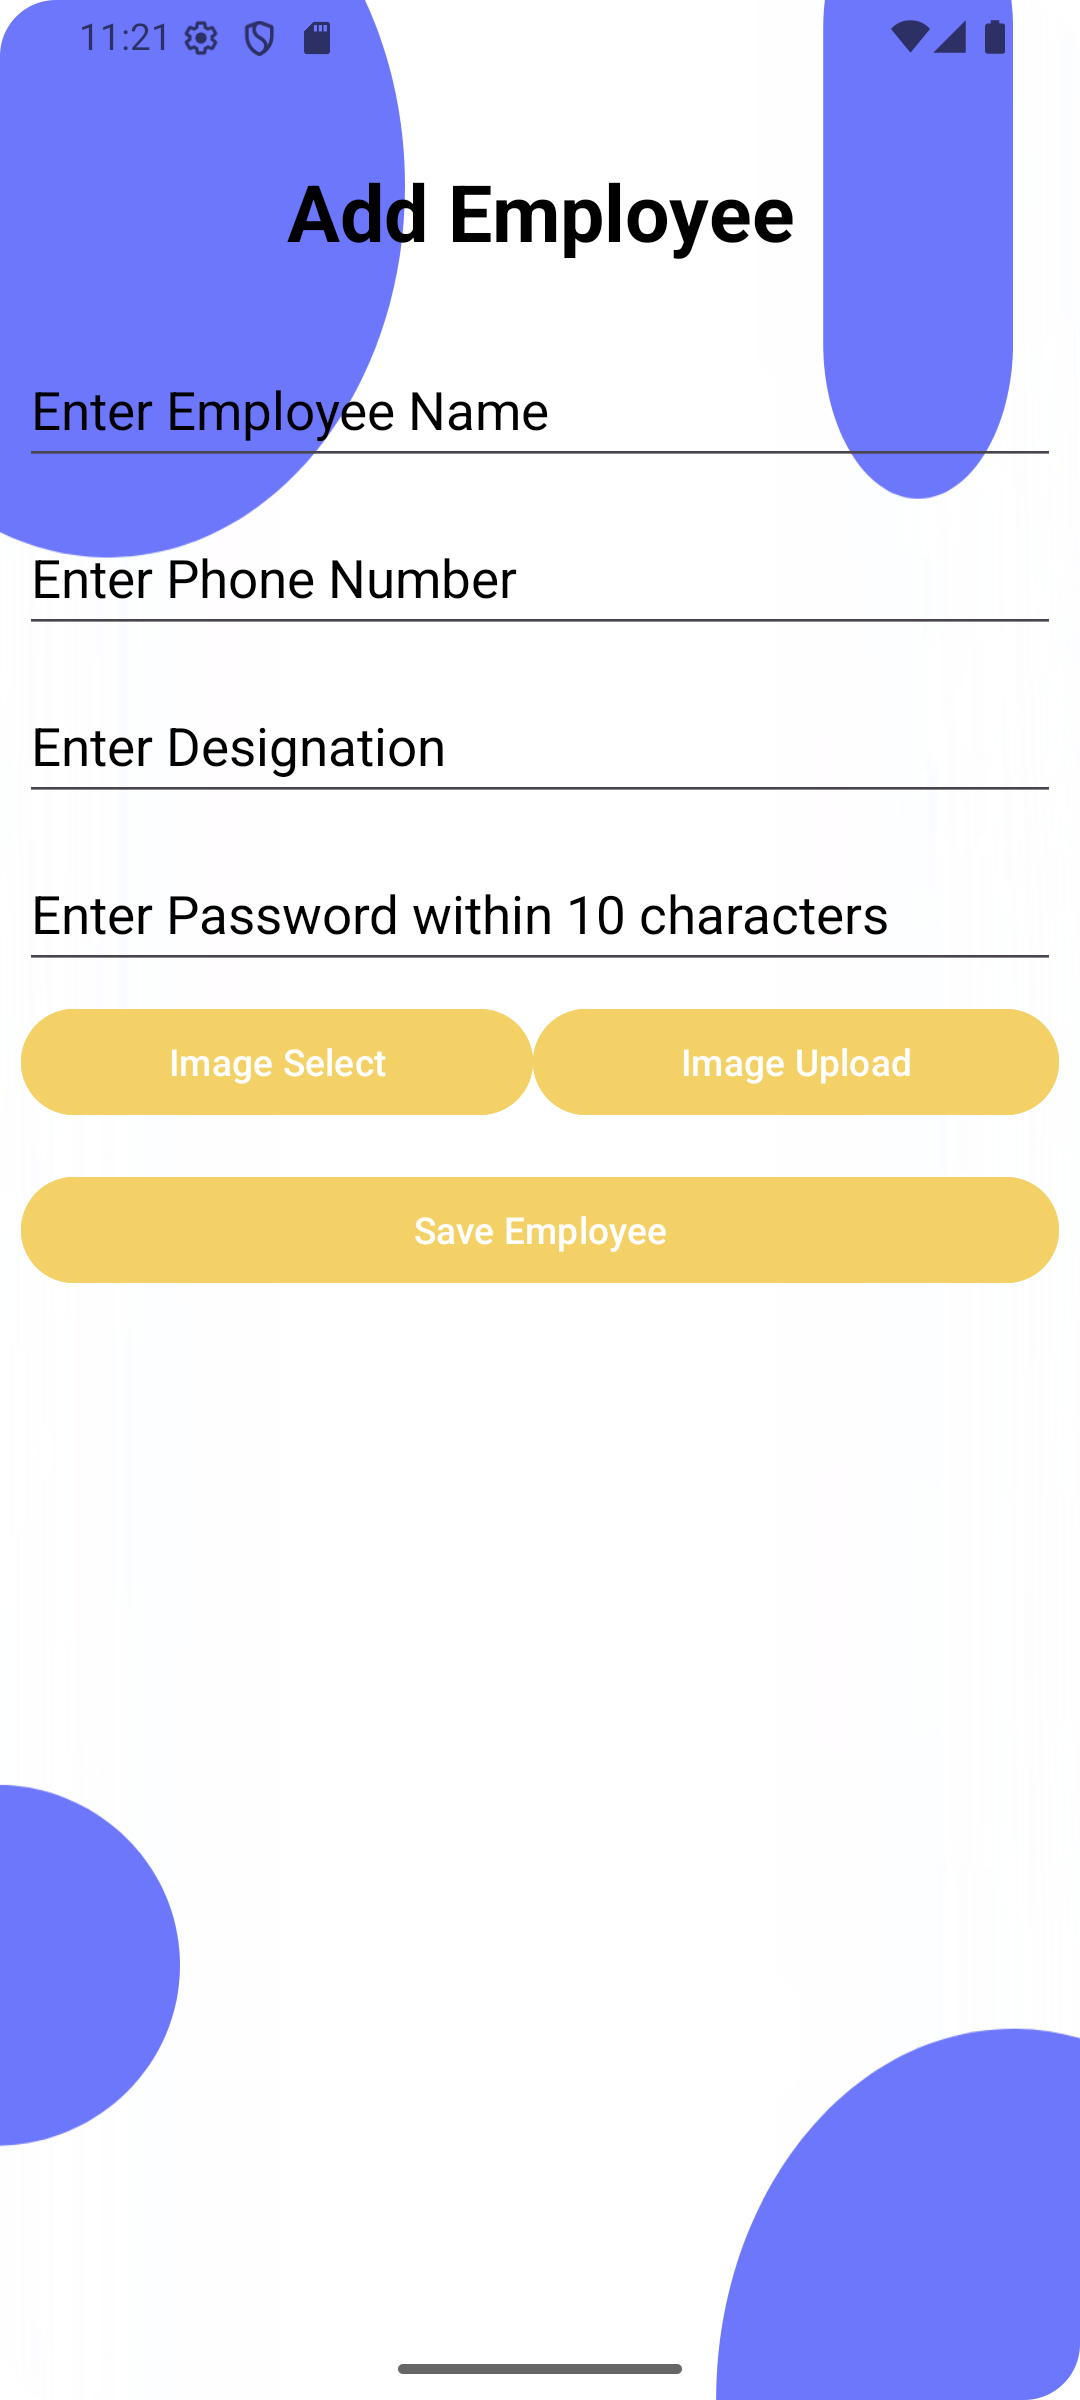 11:21
Add Employee
Enter Employee Name
Enter Phone Number
Enter Designation
Enter Password within 10 characters
Image Select Image Upload
Save Employee